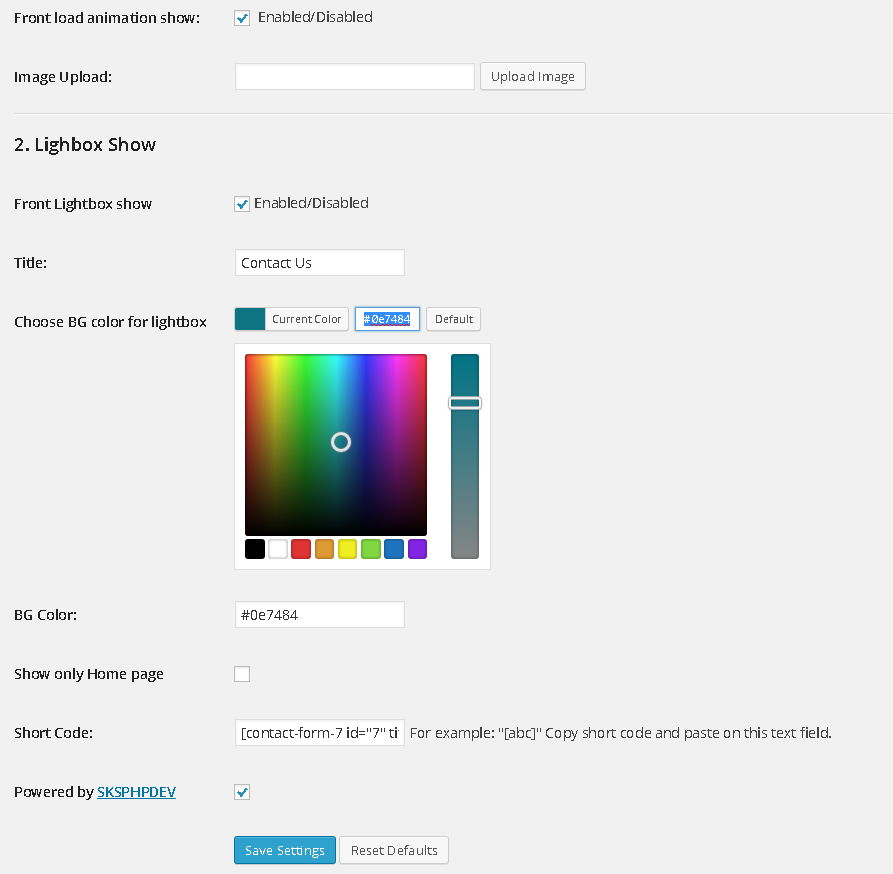 Front load animation show: Enabled/Disabled
Image Upload: Upload Image
2. Lighbox Show
Front Lightbox show Enabled/Disabled
Title: Contact Us
Choose BG color for lightbox Current Color #0e7484 Default
BG Color: #0e7484
Show only Home page
Short Code: [contact-form-7 id="7" ti For example: "[abc]" Copy short code and paste on this text field.
Powered by SKSPHPDEV
Save Settings Reset Defaults